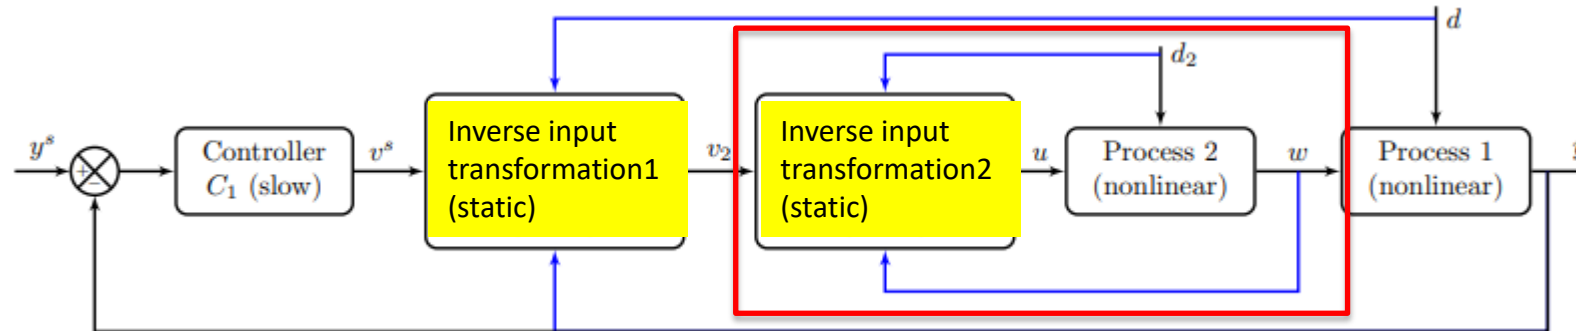 d
d₂
yˢ
Controller
C₁ (slow)
vˢ
Inverse input
transformation1
(static)
v₂
Inverse input
transformation2
(static)
u
Process 2
(nonlinear)
w
Process 1
(nonlinear)